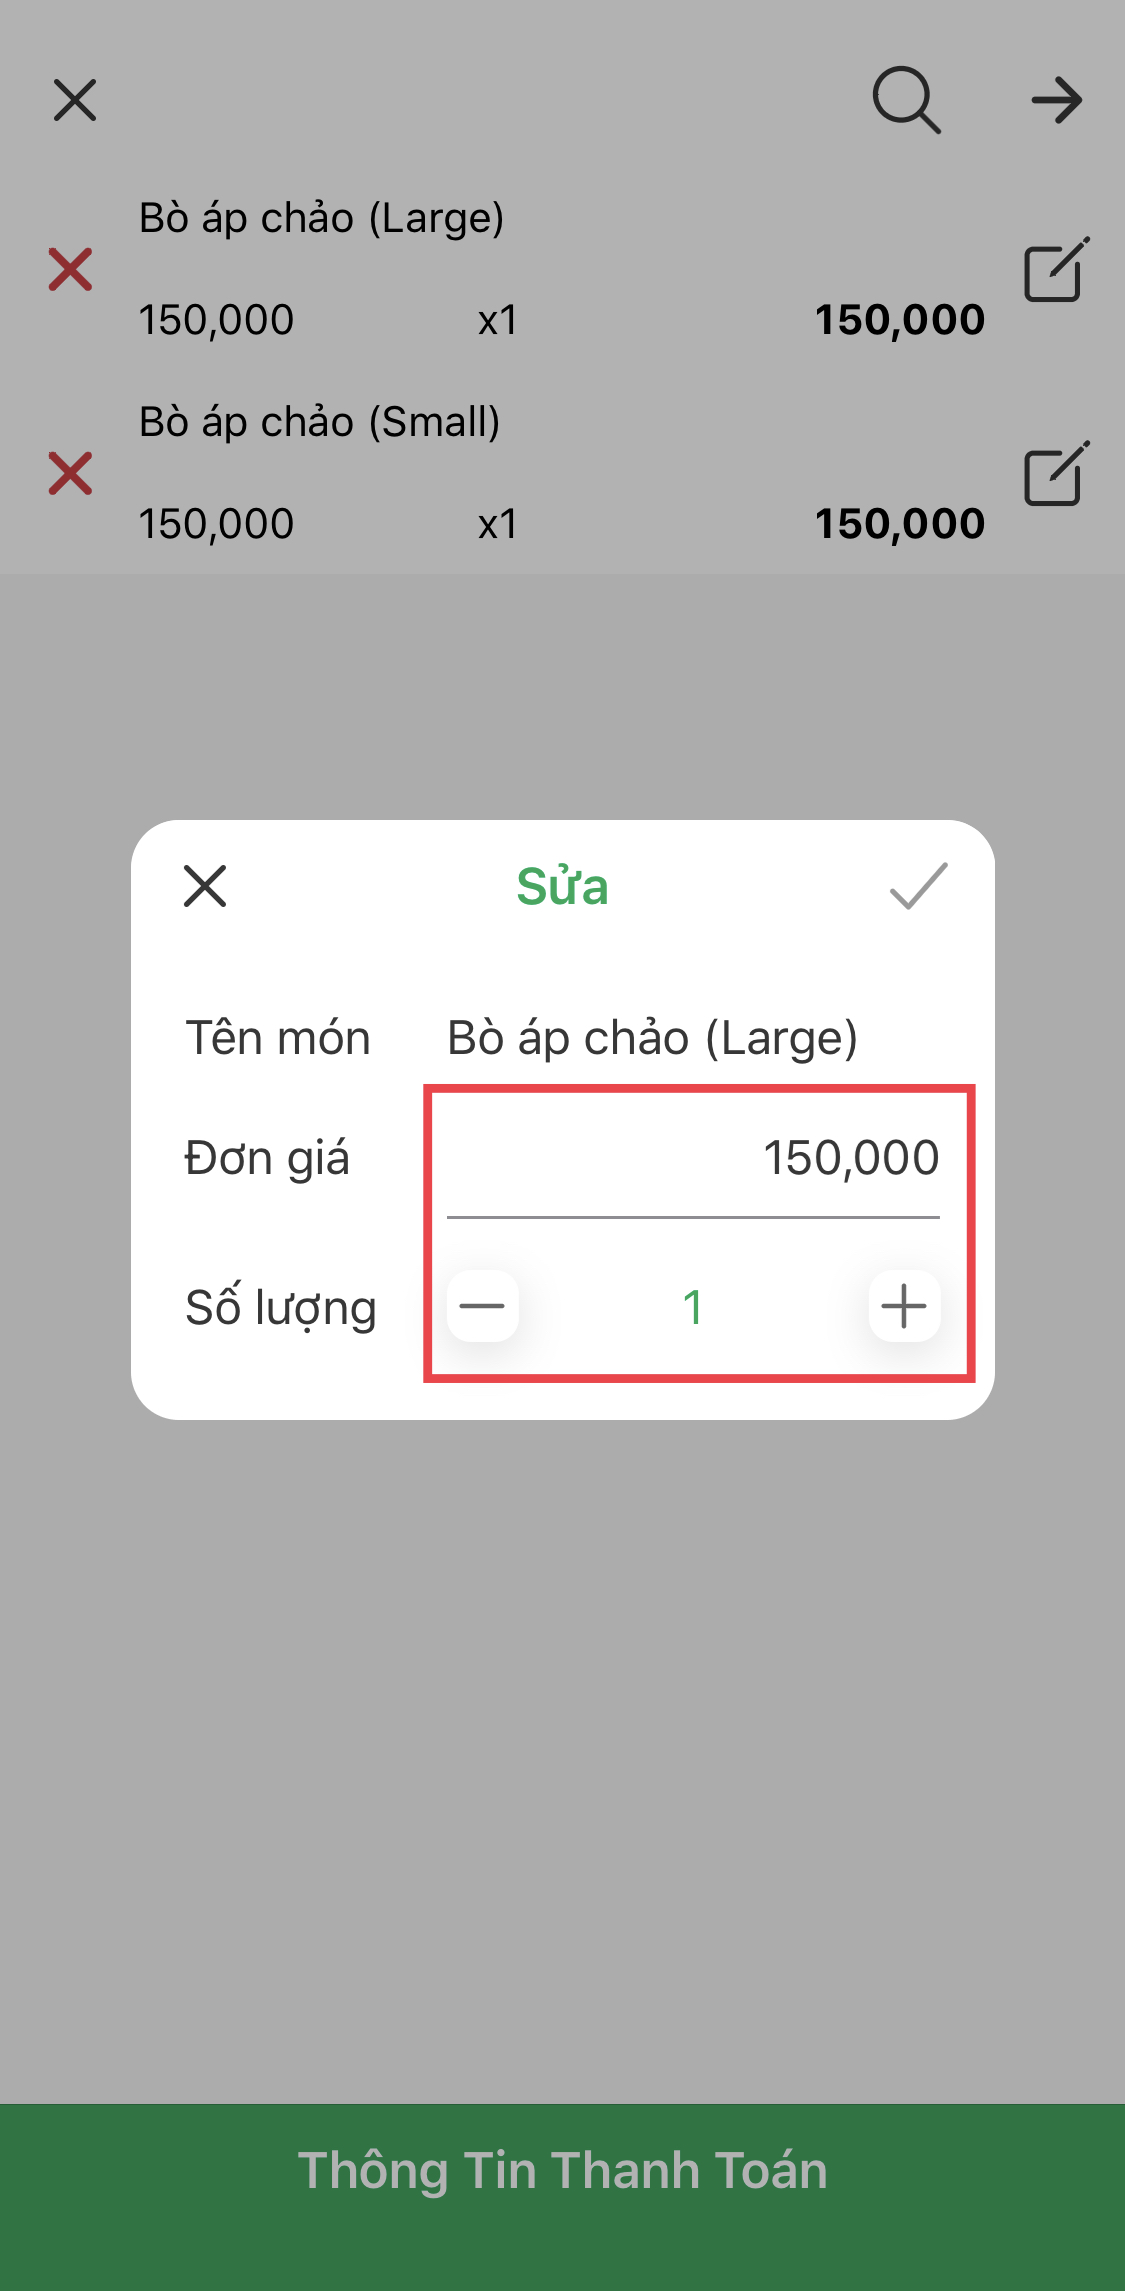 Bò áp chảo (Large)
150,000 x1 150,000
Bò áp chảo (Small)
150,000 x1 150,000
Sửa
Tên món Bò áp chảo (Large)
Đơn giá 150,000
Số lượng 1
Thông Tin Thanh Toán